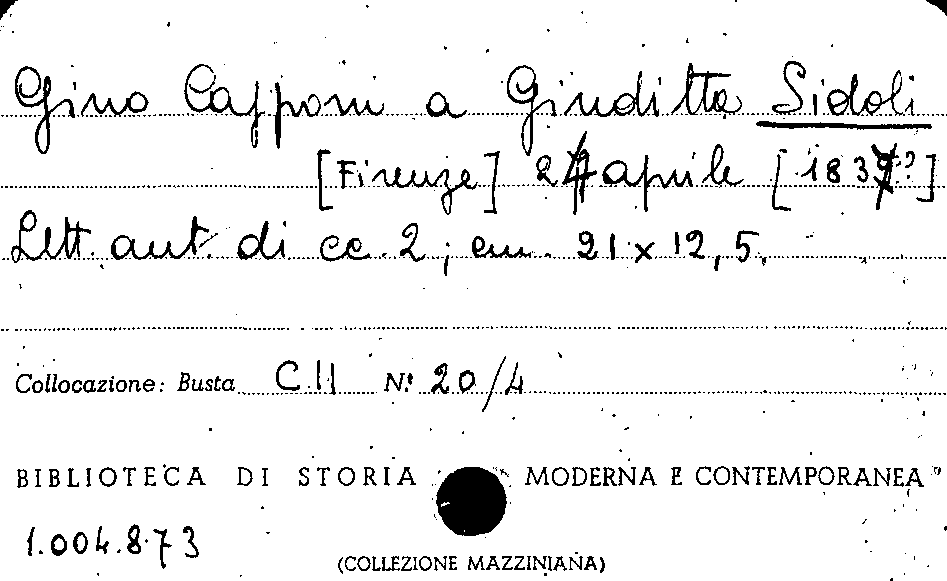 Gino Capponi a Giuditta Sidoli
[Firenze] 24 aprile [1837?]
Lett. aut. di cc. 2; cm. 21 x 12,5.
Collocazione: Busta C II N.° 20/4
BIBLIOTECA DI STORIA MODERNA E CONTEMPORANEA
1.004.873
(COLLEZIONE MAZZINIANA)